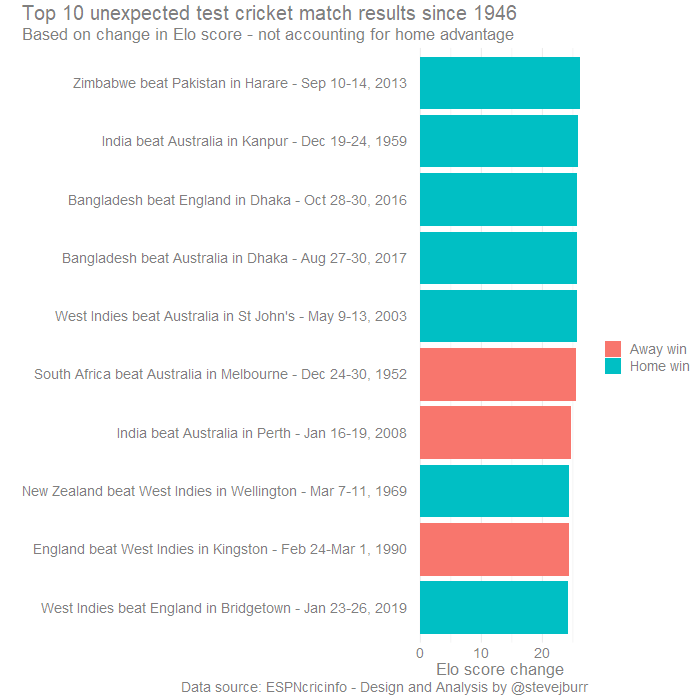 Top 10 unexpected test cricket match results since 1946
Based on change in Elo score - not accounting for home advantage
Zimbabwe beat Pakistan in Harare - Sep 10-14, 2013
India beat Australia in Kanpur - Dec 19-24, 1959
Bangladesh beat England in Dhaka - Oct 28-30, 2016
Bangladesh beat Australia in Dhaka - Aug 27-30, 2017
West Indies beat Australia in St John's - May 9-13, 2003
South Africa beat Australia in Melbourne - Dec 24-30, 1952
India beat Australia in Perth - Jan 16-19, 2008
New Zealand beat West Indies in Wellington - Mar 7-11, 1969
England beat West Indies in Kingston - Feb 24-Mar 1, 1990
West Indies beat England in Bridgetown - Jan 23-26, 2019
Away win
Home win
0 10 20
Elo score change
Data source: ESPNcricinfo - Design and Analysis by @stevejburr